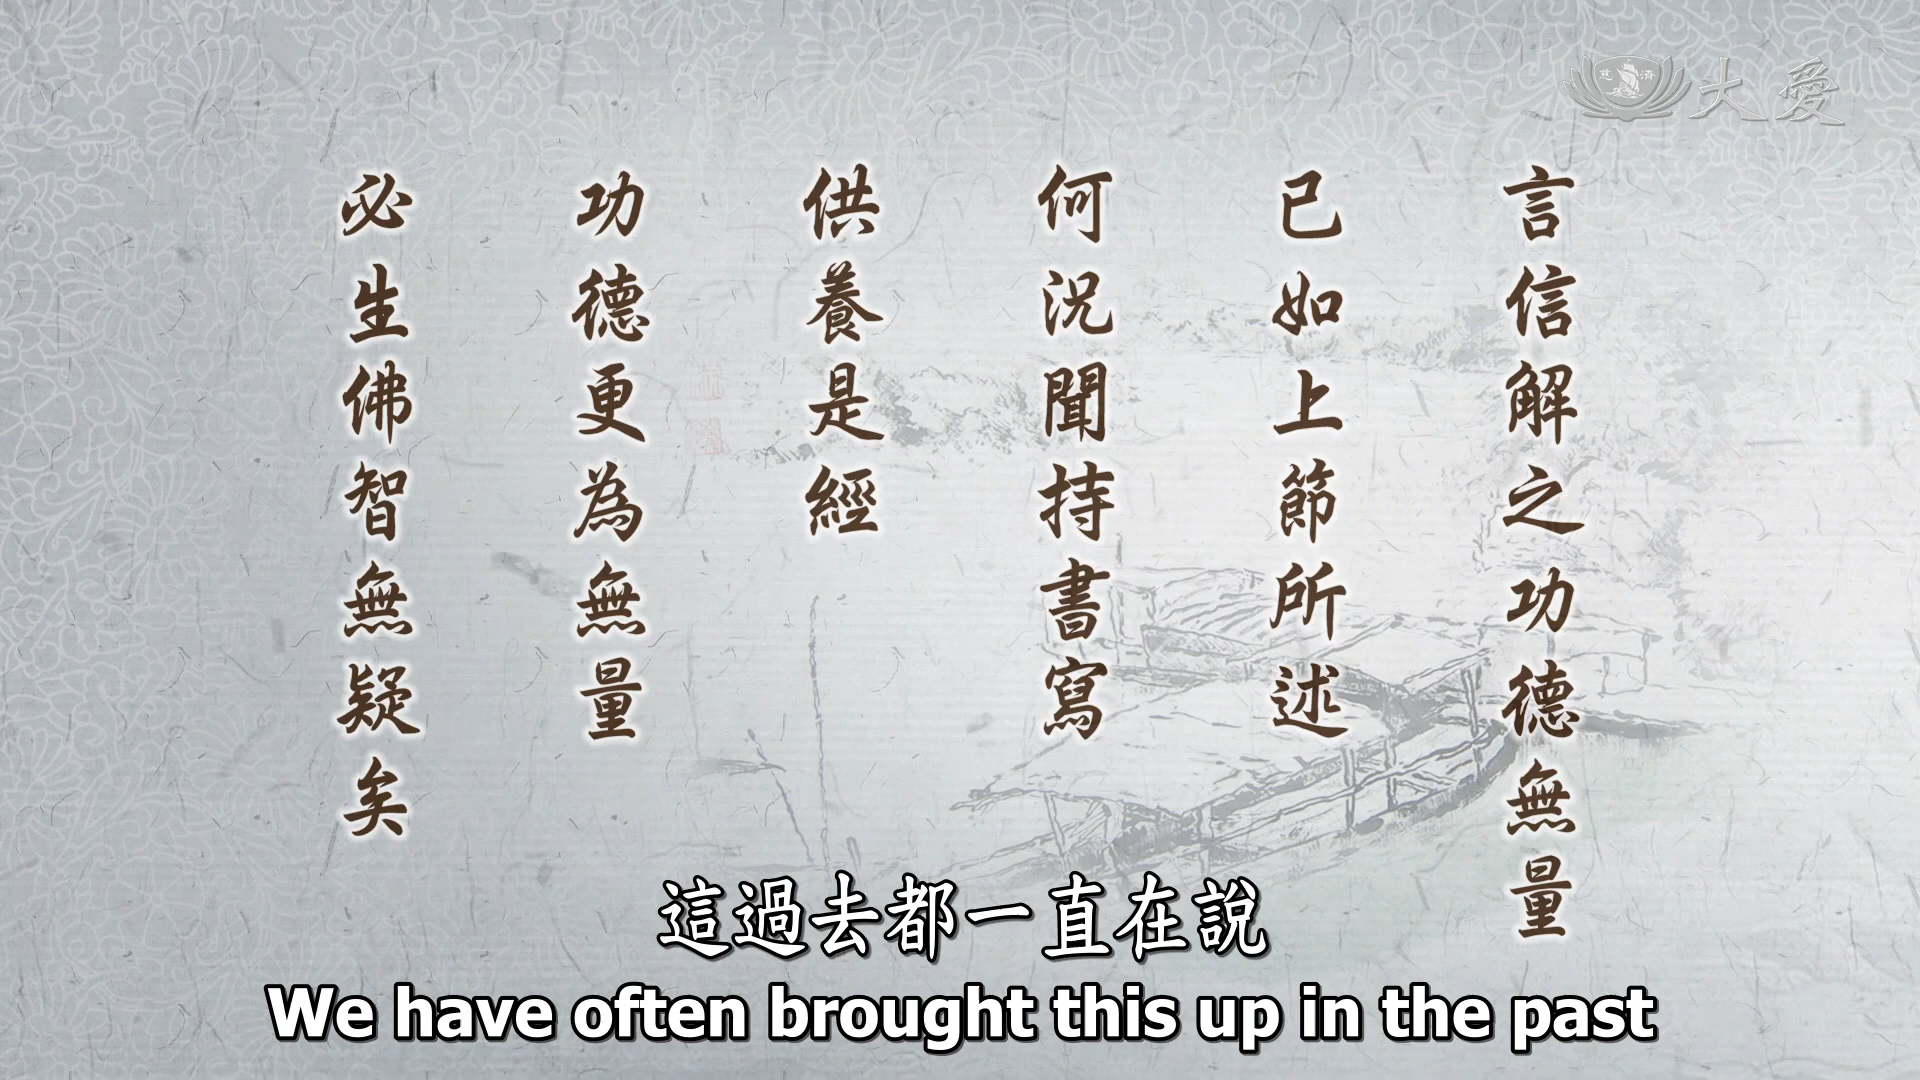 慈濟 大愛
言信解之功德無量
已如上節所述
何況聞持書寫
供養是經
功德更為無量
必生佛智無疑矣
這過去都一直在說
We have often brought this up in the past